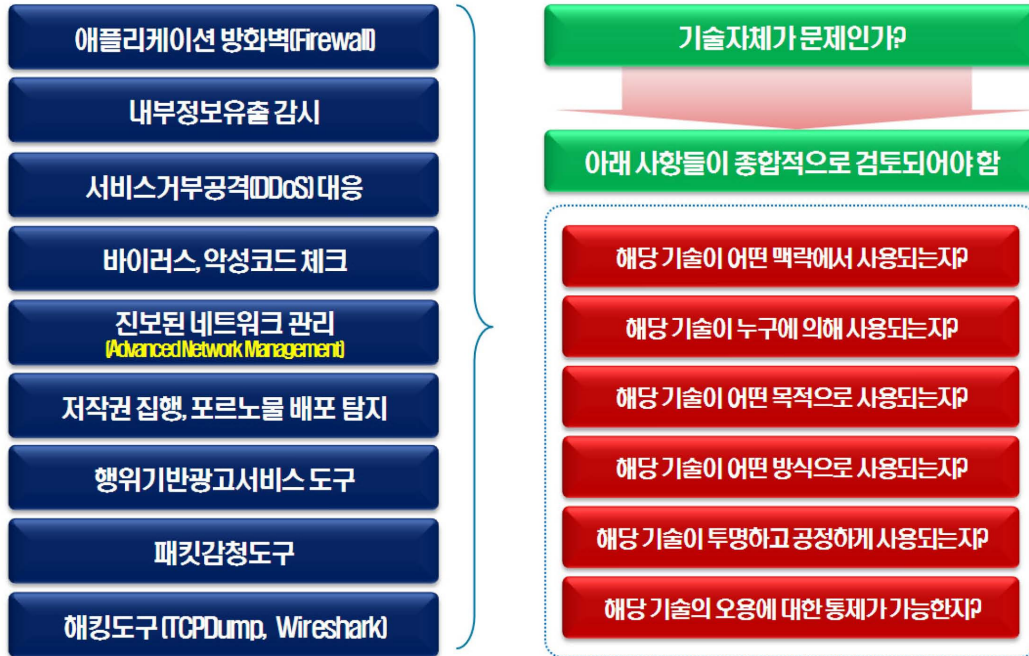 애플리케이션 방화벽(Firewall)
내부정보유출 감시
서비스거부공격(DDoS) 대응
바이러스, 악성코드 체크
진보된 네트워크 관리
(Advanced Network Management)
저작권 집행, 포르노물 배포 탐지
행위기반광고서비스 도구
패킷감청도구
해킹도구 (TCPDump, Wireshark)
기술자체가 문제인가?
아래 사항들이 종합적으로 검토되어야 함
해당 기술이 어떤 맥락에서 사용되는지?
해당 기술이 누구에 의해 사용되는지?
해당 기술이 어떤 목적으로 사용되는지?
해당 기술이 어떤 방식으로 사용되는지?
해당 기술이 투명하고 공정하게 사용되는지?
해당 기술의 오용에 대한 통제가 가능한지?